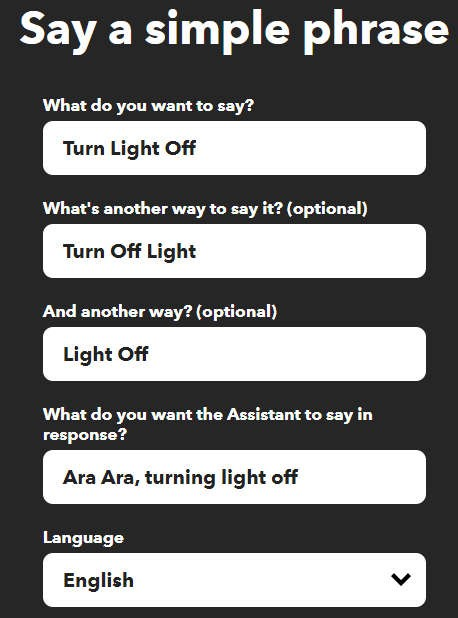 Say a simple phrase
What do you want to say?
Turn Light Off
What's another way to say it? (optional)
Turn Off Light
And another way? (optional)
Light Off
What do you want the Assistant to say in
response?
Ara Ara, turning light off
Language
English